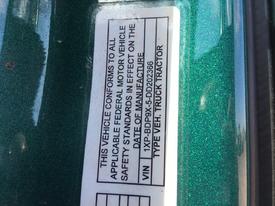 THIS VEHICLE CONFORMS TO ALL
APPLICABLE FEDERAL MOTOR VEHICLE
SAFETY STANDARDS IN EFFECT ON THE
DATE OF MANUFACTURE
VIN 1XP-BDP9X-5-DD202366
TYPE VEH. TRUCK TRACTOR